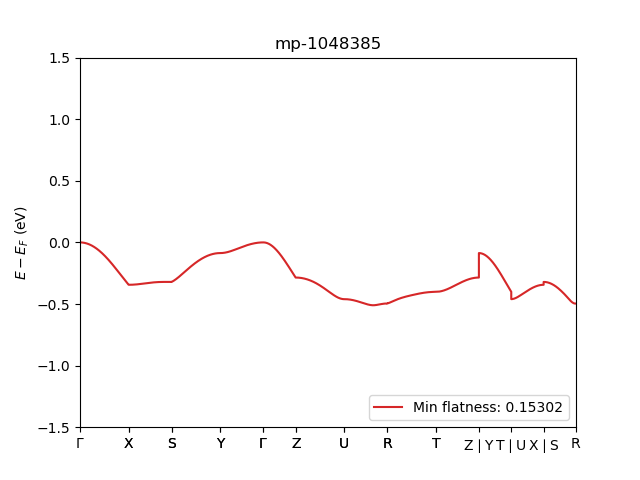 mp-1048385
E − E_F (eV)
1.5
1.0
0.5
0.0
−0.5
−1.0
−1.5
Min flatness: 0.15302
Γ X S Y Γ Z U R T Z | Y T | U X | S R